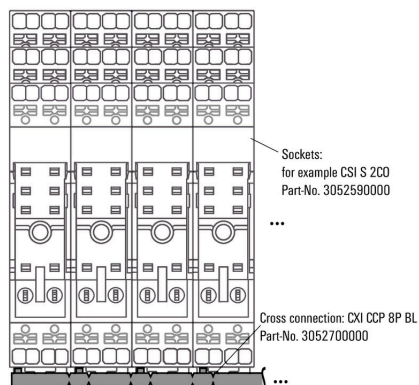 Sockets:
for example CSI S 2CO
Part-No. 3052590000
...
Cross connection: CXI CCP 8P BL
Part-No. 3052700000
...